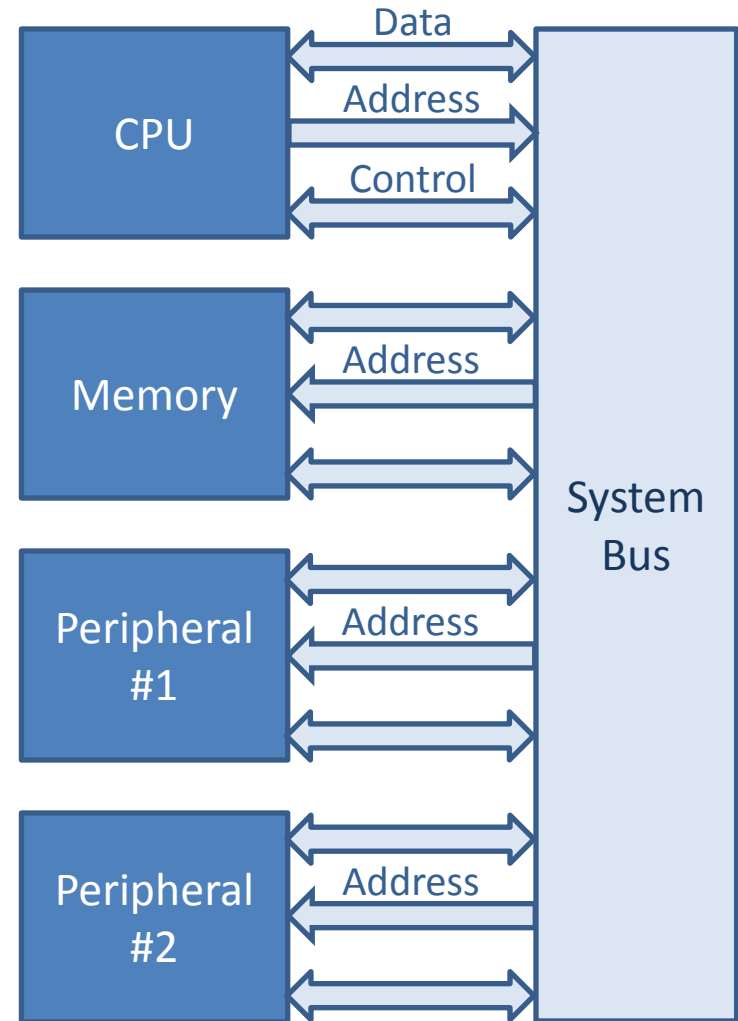 Data
Address
CPU
Control
Address
Memory
System
Bus
Peripheral
#1
Address
Peripheral
#2
Address